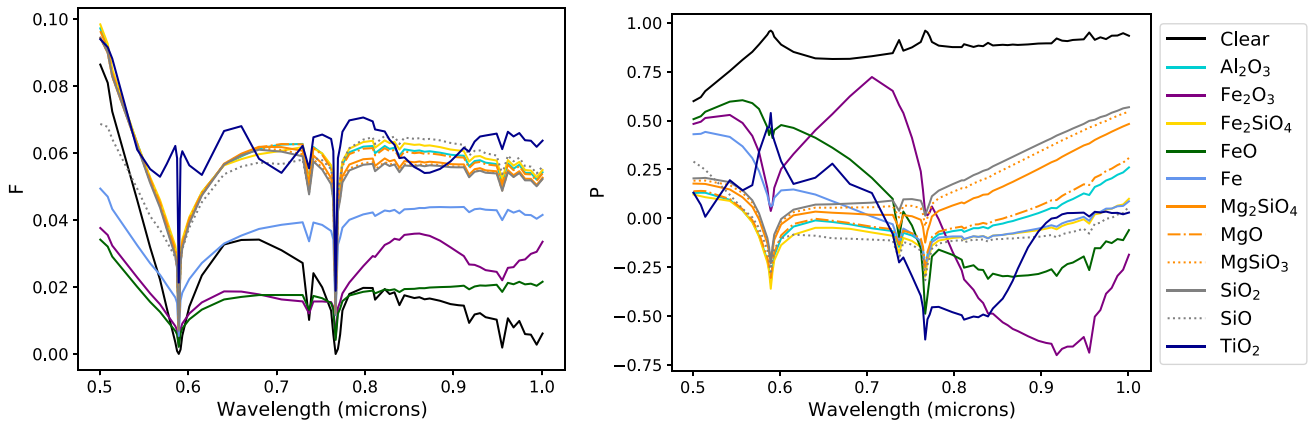 0.10
0.08
0.06
0.04
0.02
0.00
F
0.5 0.6 0.7 0.8 0.9 1.0
Wavelength (microns)
1.00
0.75
0.50
0.25
0.00
−0.25
−0.50
−0.75
P
0.5 0.6 0.7 0.8 0.9 1.0
Wavelength (microns)
Clear
Al₂O₃
Fe₂O₃
Fe₂SiO₄
FeO
Fe
Mg₂SiO₄
MgO
MgSiO₃
SiO₂
SiO
TiO₂